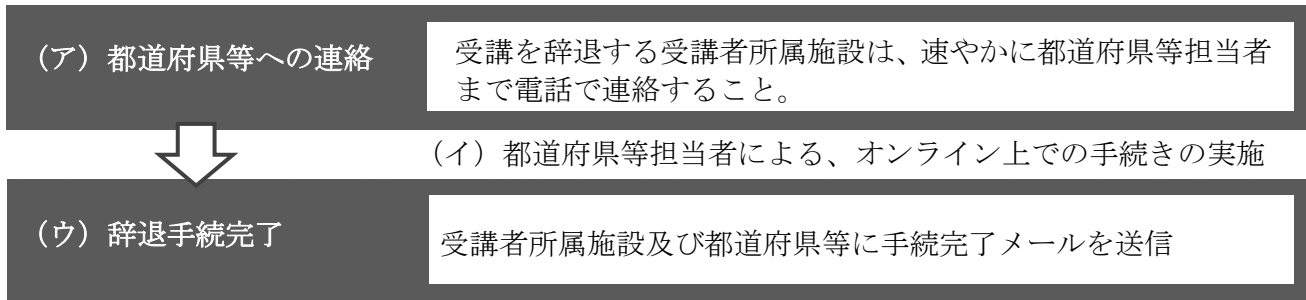 （ア）都道府県等への連絡
受講を辞退する受講者所属施設は、速やかに都道府県等担当者
まで電話で連絡すること。
（イ）都道府県等担当者による、オンライン上での手続きの実施
（ウ）辞退手続完了
受講者所属施設及び都道府県等に手続完了メールを送信